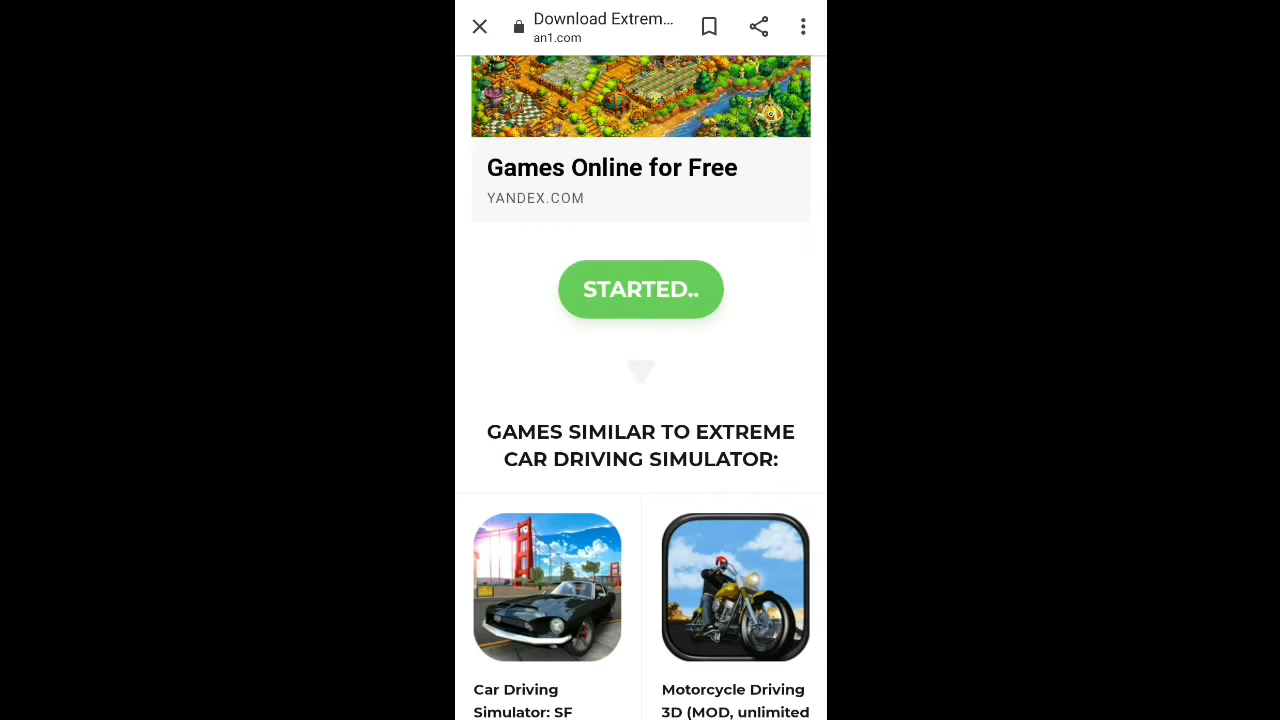 Download Extrem...
an1.com
Games Online for Free
YANDEX.COM
STARTED..
GAMES SIMILAR TO EXTREME
CAR DRIVING SIMULATOR:
Car Driving
Simulator: SF
Motorcycle Driving
3D (MOD, unlimited